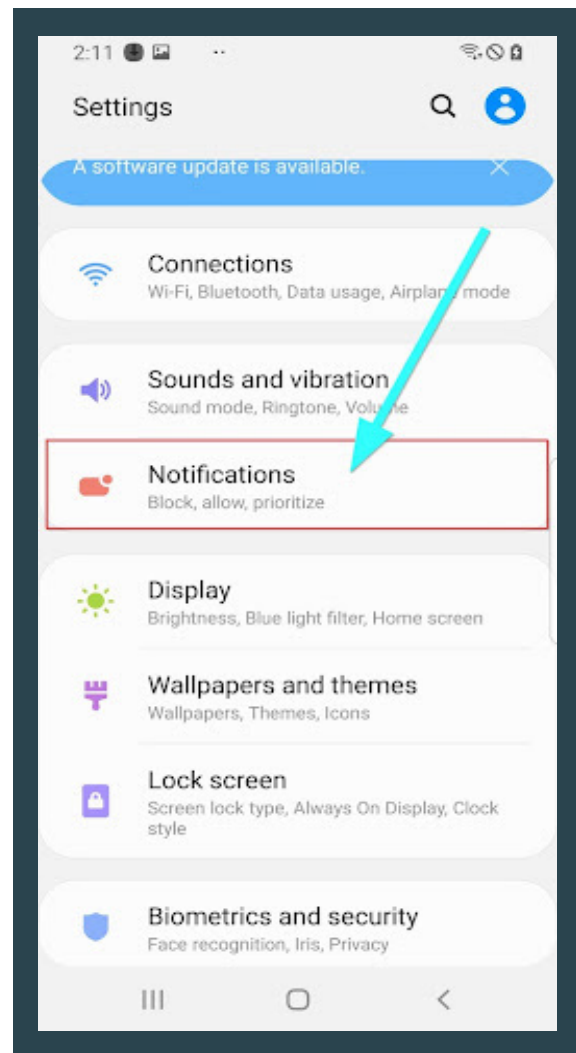 2:11
Settings
A software update is available.
Connections
Wi-Fi, Bluetooth, Data usage, Airplane mode
Sounds and vibration
Sound mode, Ringtone, Volume
Notifications
Block, allow, prioritize
Display
Brightness, Blue light filter, Home screen
Wallpapers and themes
Wallpapers, Themes, Icons
Lock screen
Screen lock type, Always On Display, Clock
style
Biometrics and security
Face recognition, Iris, Privacy